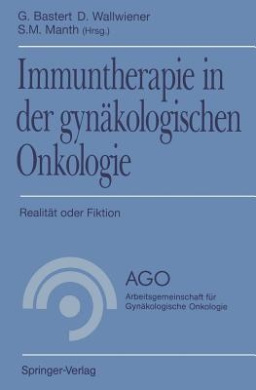 G. Bastert D. Wallwiener
S.M. Manth (Hrsg.)
Immuntherapie in
der gynäkologischen
Onkologie
Realität oder Fiktion
AGO
Arbeitsgemeinschaft für
Gynäkologische Onkologie
Springer-Verlag